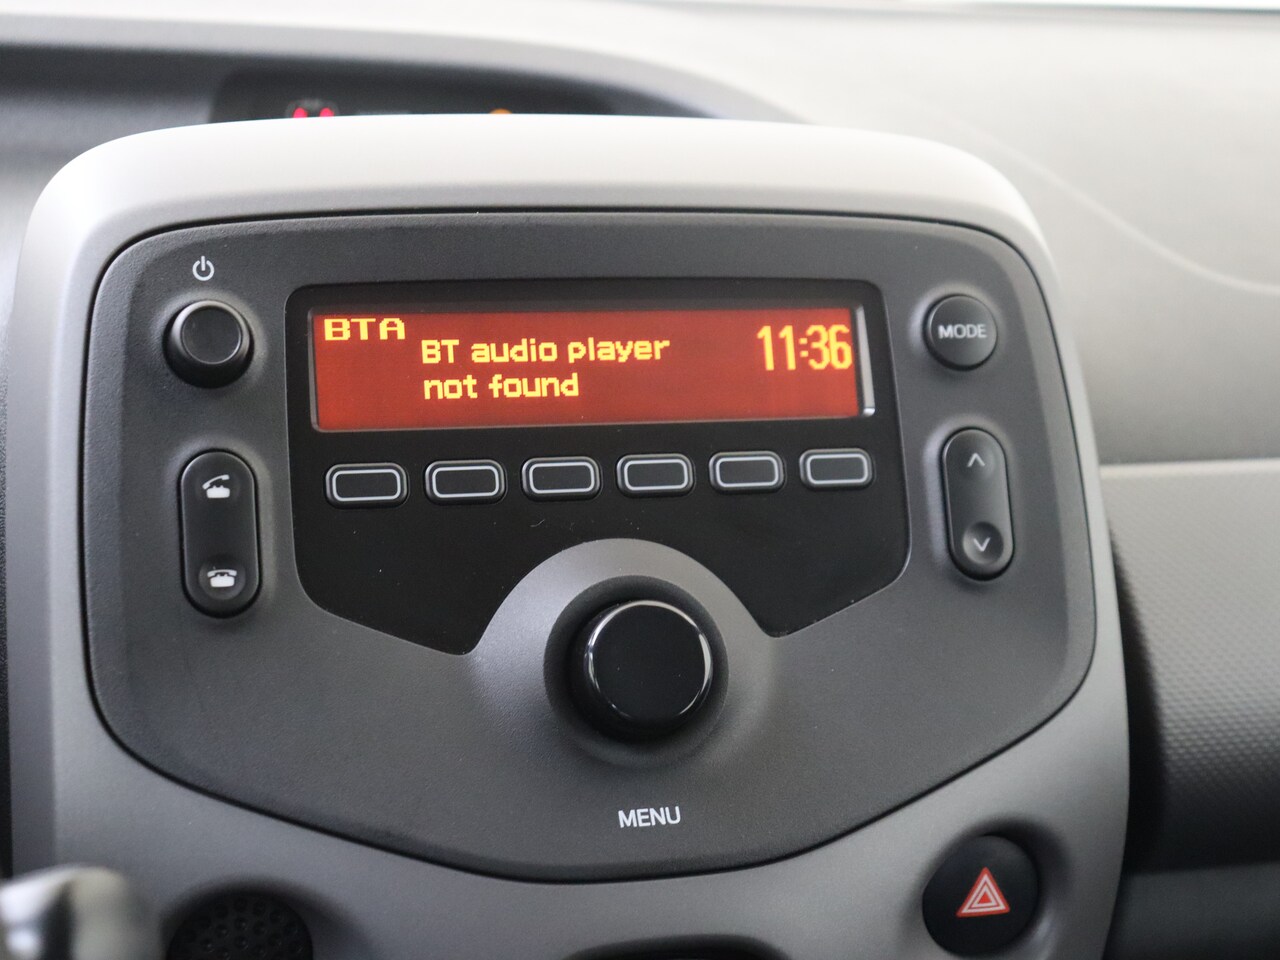 BTA
BT audio player
not found
11:36
MODE
MENU